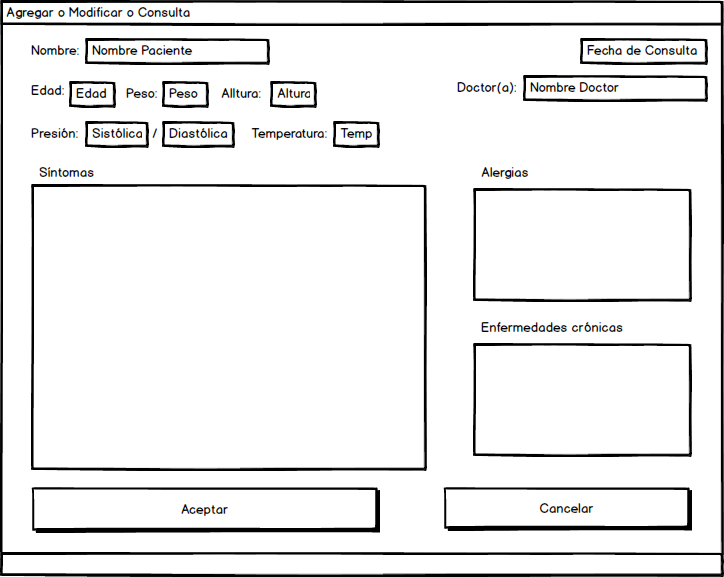 Agregar o Modificar o Consulta
Nombre: Nombre Paciente
Fecha de Consulta
Edad: Edad Peso: Peso Alltura: Altura
Doctor(a): Nombre Doctor
Presión: Sistólica / Diastólica Temperatura: Temp
Síntomas
Alergias
Enfermedades crónicas
Aceptar
Cancelar